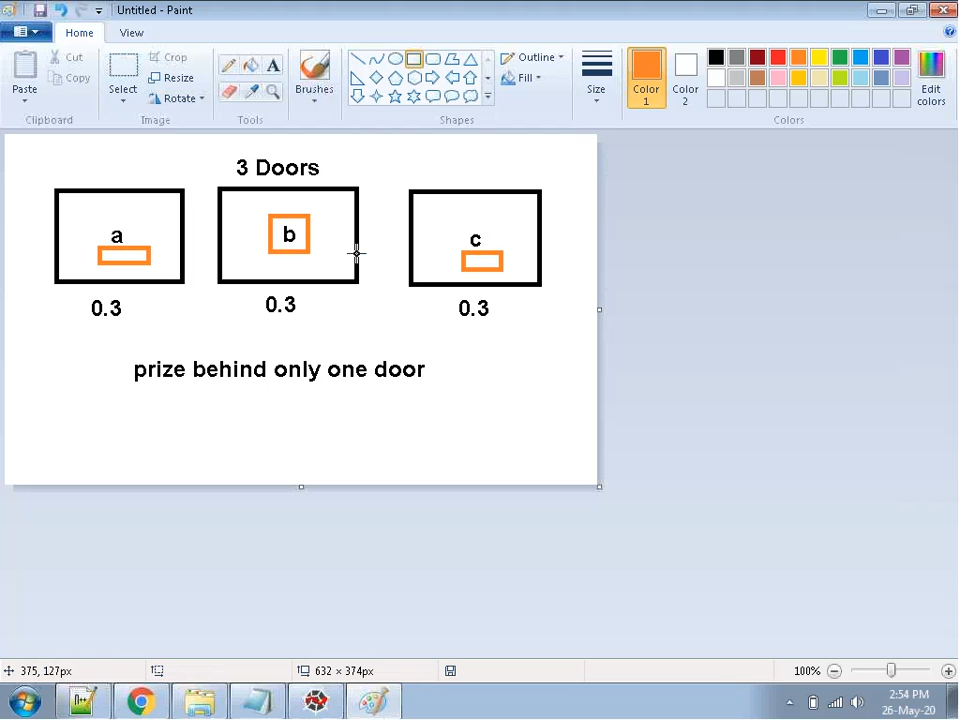 Untitled - Paint
Home View
Paste
Cut
Copy
Clipboard
Select
Crop
Resize
Rotate
Image
A
Tools
Brushes
Shapes
Outline
Fill
Size
Color 1
Color 2
Edit colors
Colors
3 Doors
a b c
0.3 0.3 0.3
prize behind only one door
375, 127px
632 × 374px
100%
2:54 PM
26-May-20